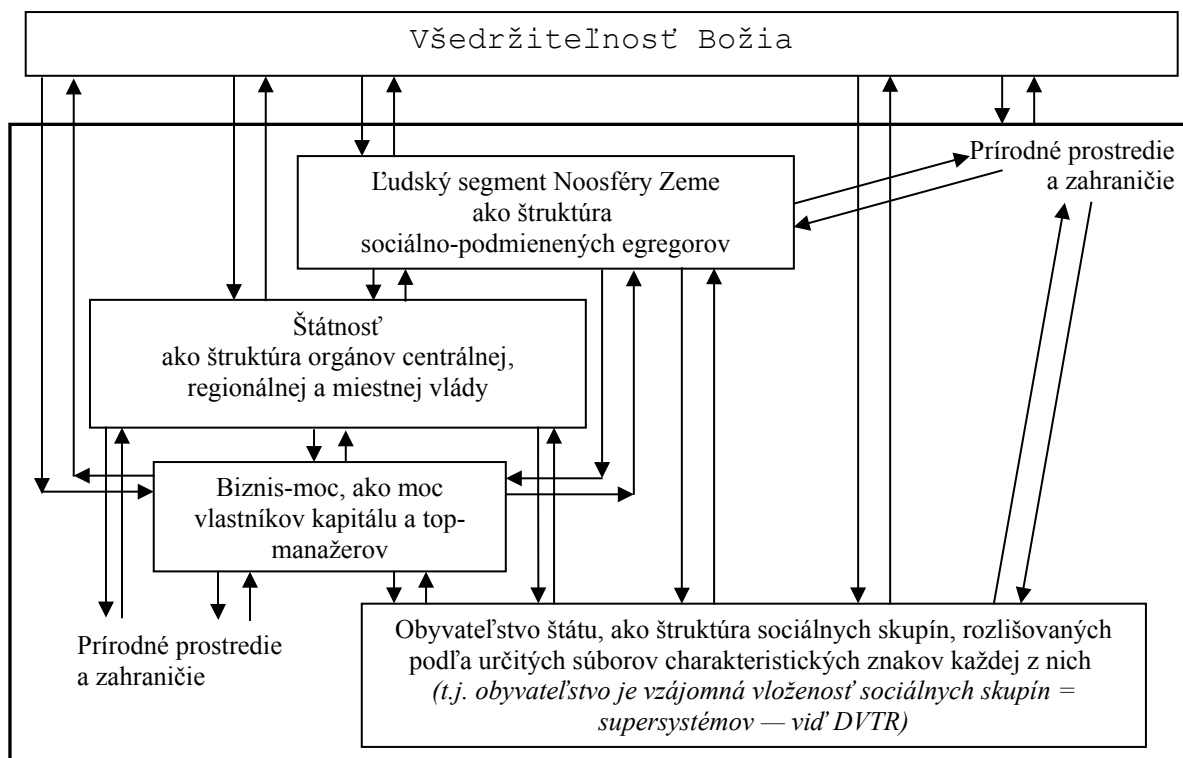 Všedržiteľnosť Božia
Prírodné prostredie
a zahraničie
Ľudský segment Noosféry Zeme
ako štruktúra
sociálno-podmienených egregorov
Štátnosť
ako štruktúra orgánov centrálnej,
regionálnej a miestnej vlády
Biznis-moc, ako moc
vlastníkov kapitálu a top-
manažerov
Prírodné prostredie
a zahraničie
Obyvateľstvo štátu, ako štruktúra sociálnych skupín, rozlišovaných
podľa určitých súborov charakteristických znakov každej z nich
(t.j. obyvateľstvo je vzájomná vloženosť sociálnych skupín =
supersystémov — viď DVTR)